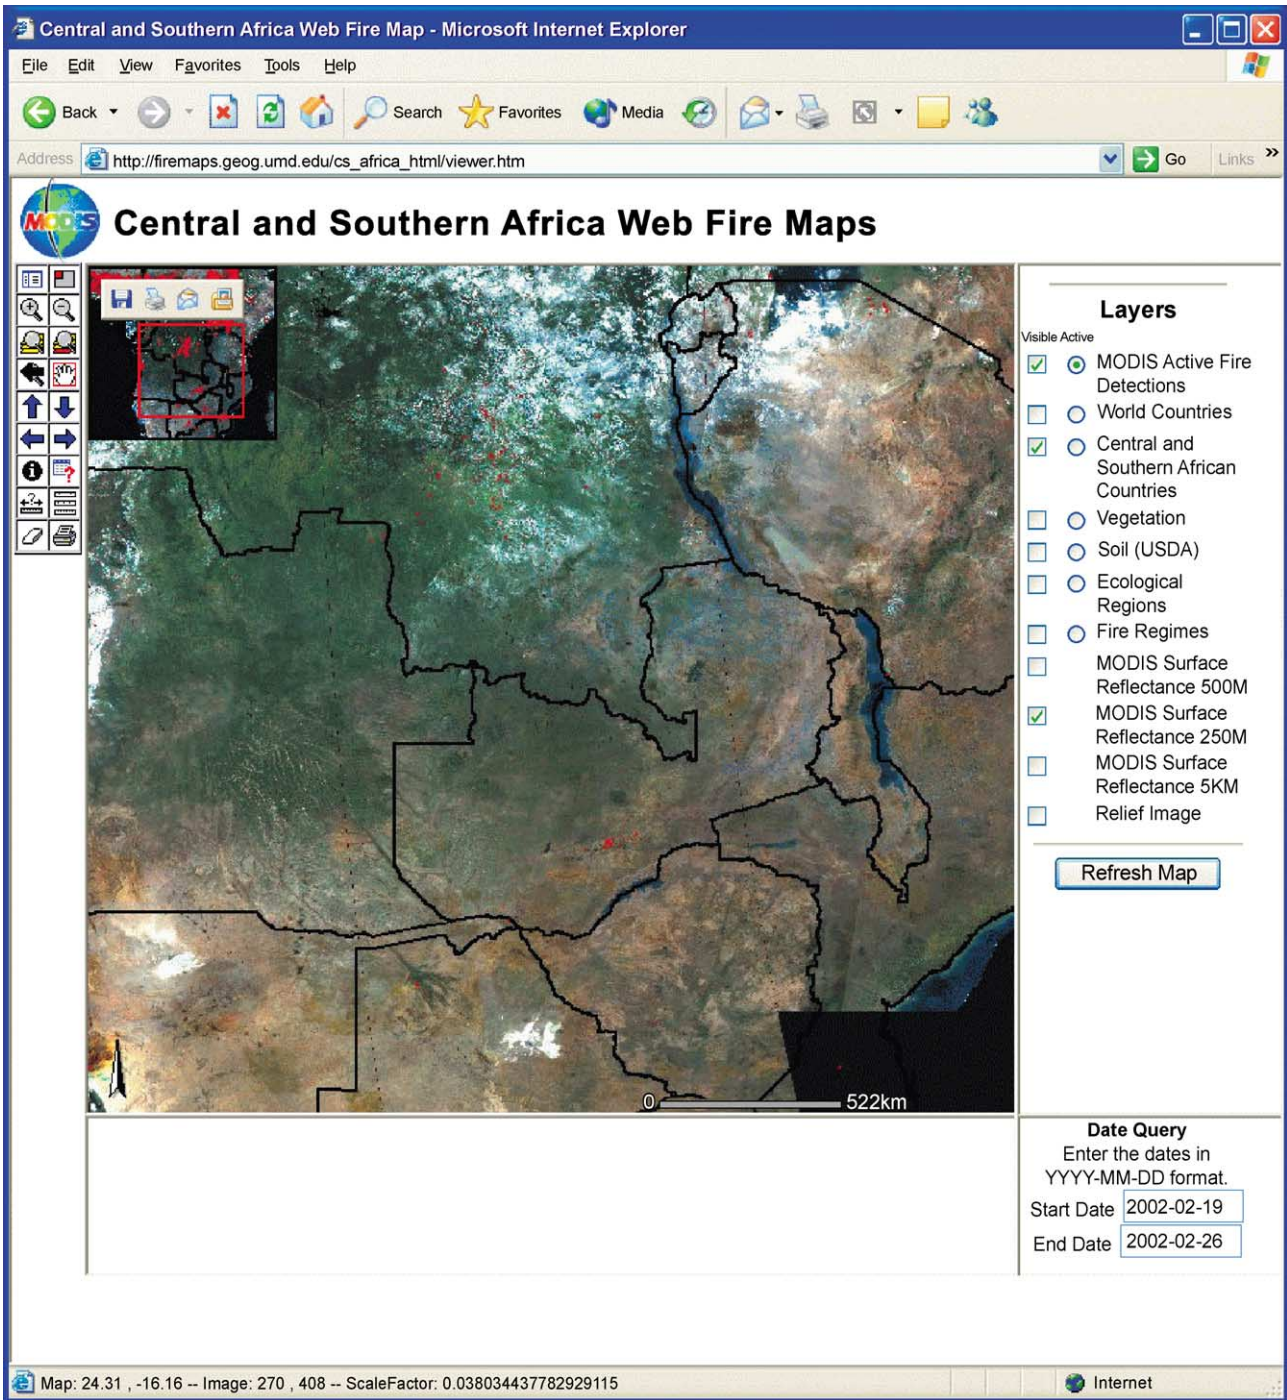 Central and Southern Africa Web Fire Map - Microsoft Internet Explorer
File Edit View Favorites Tools Help
Back Search Favorites Media
Address http://firemaps.geog.umd.edu/cs_africa_html/viewer.htm Go Links »
MODIS
Central and Southern Africa Web Fire Maps
Layers
Visible Active
MODIS Active Fire
Detections
World Countries
Central and
Southern African
Countries
Vegetation
Soil (USDA)
Ecological
Regions
Fire Regimes
MODIS Surface
Reflectance 500M
MODIS Surface
Reflectance 250M
MODIS Surface
Reflectance 5KM
Relief Image
Refresh Map
0 522km
Date Query
Enter the dates in
YYYY-MM-DD format.
Start Date 2002-02-19
End Date 2002-02-26
Map: 24.31 , -16.16 -- Image: 270 , 408 -- ScaleFactor: 0.038034437782929115
Internet